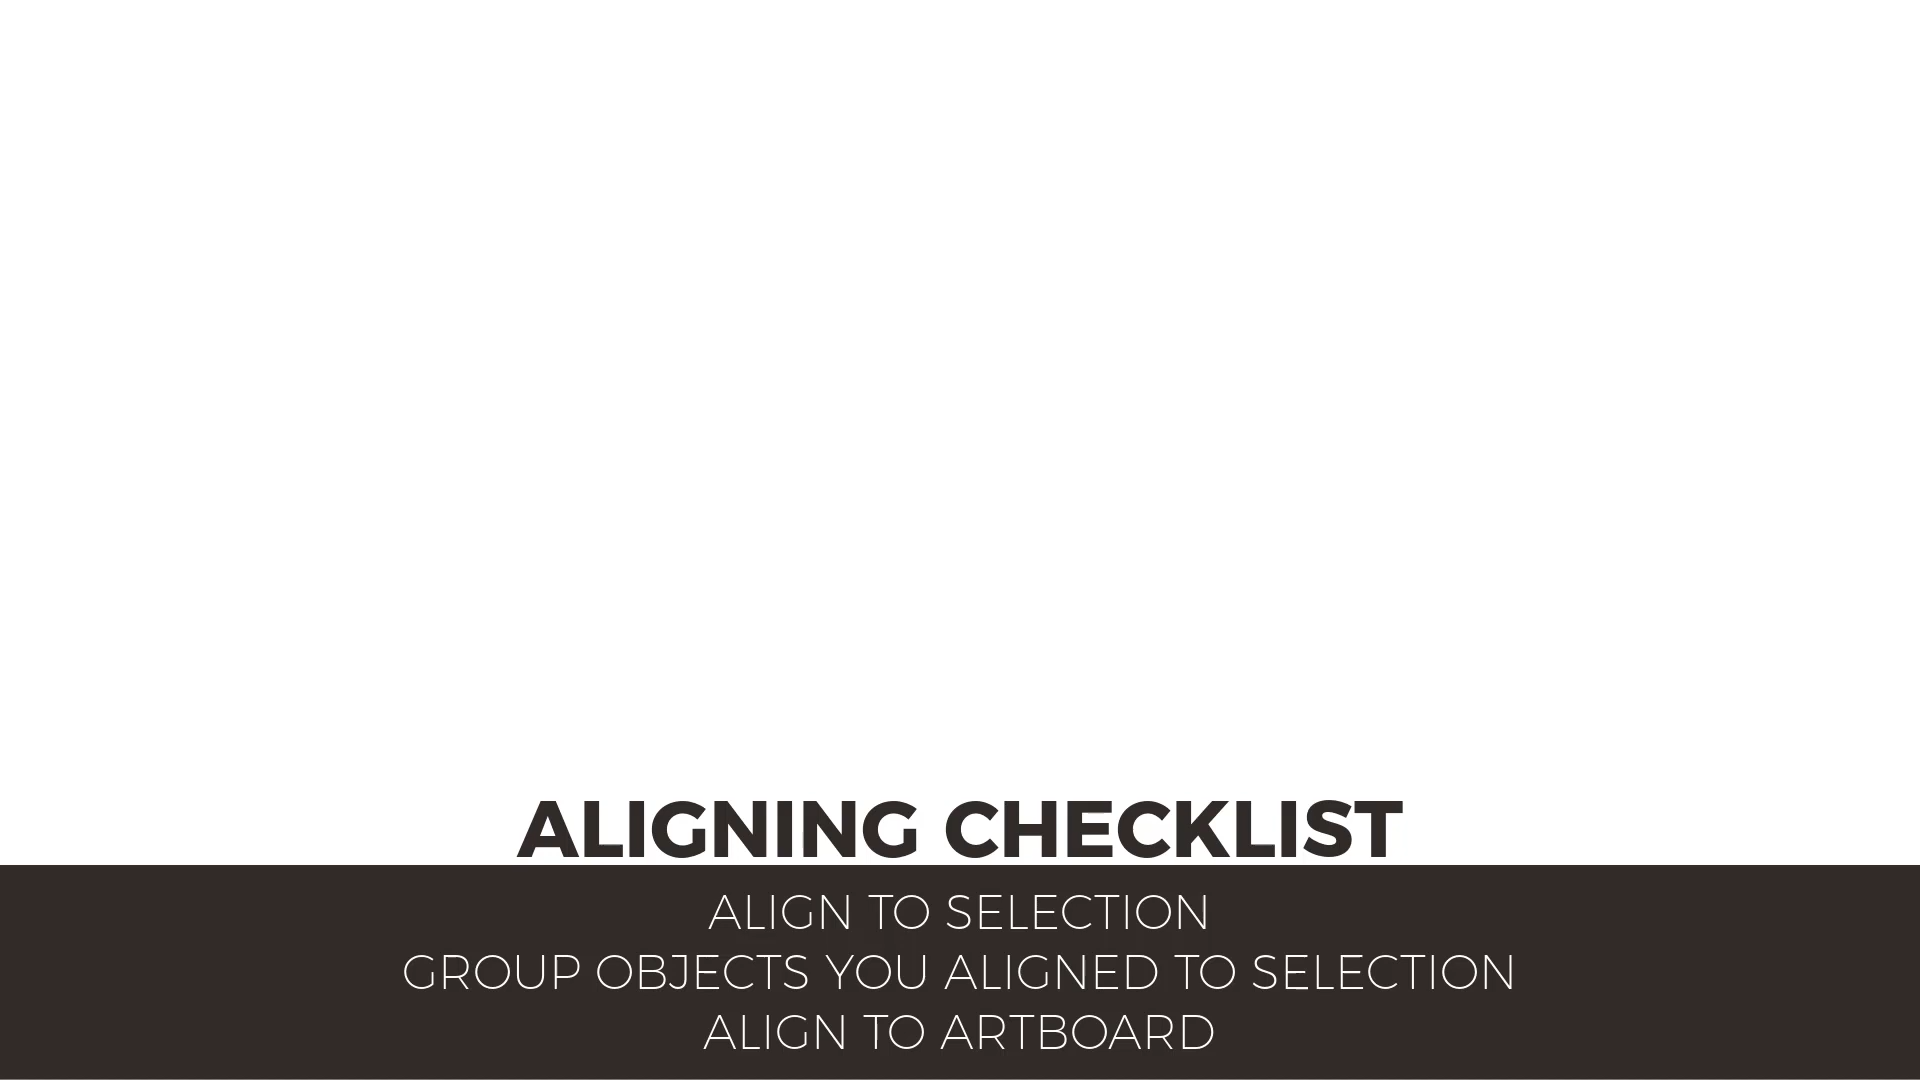 ALIGNING CHECKLIST
ALIGN TO SELECTION
GROUP OBJECTS YOU ALIGNED TO SELECTION
ALIGN TO ARTBOARD